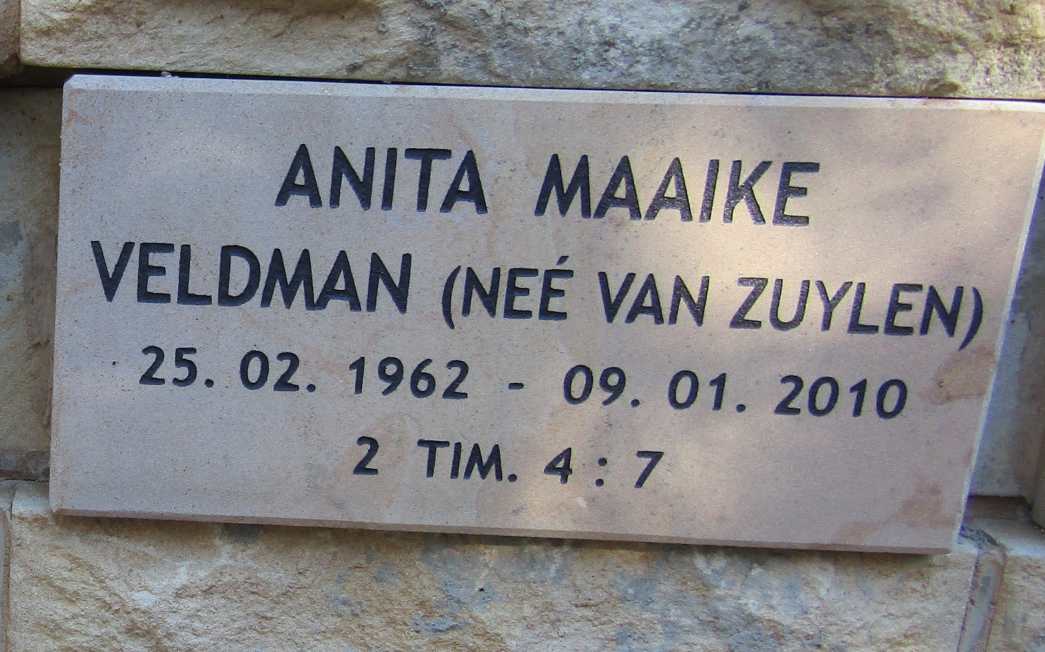 ANITA MAAIKE
VELDMAN (NEÉ VAN ZUYLEN)
25. 02. 1962 - 09. 01. 2010
2 TIM. 4 : 7